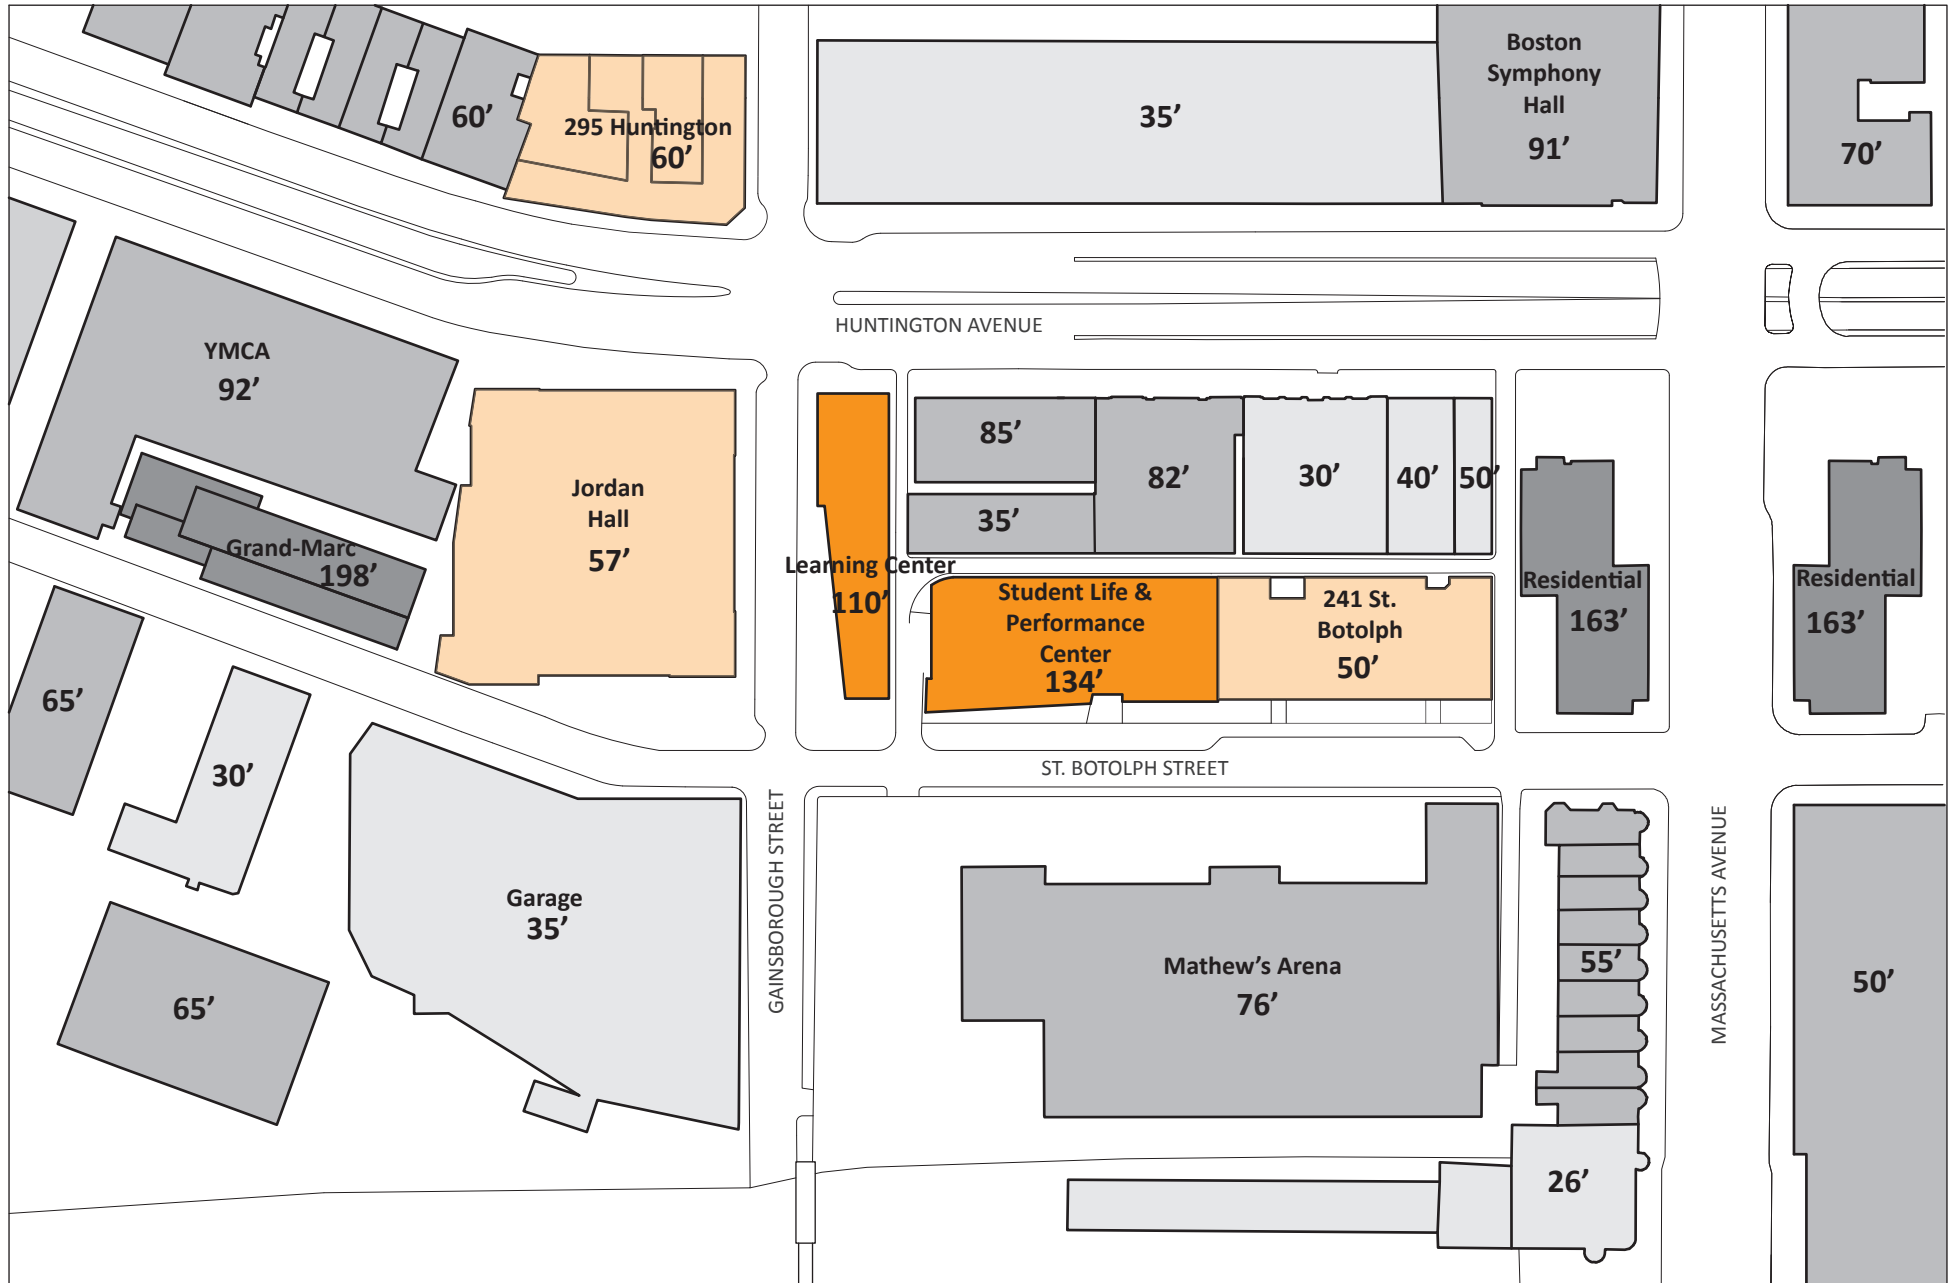 Boston
Symphony
Hall
91’
60’
295 Huntington
60’
35’
70’
HUNTINGTON AVENUE
YMCA
92’
85’
82’
30’
40’
50’
35’
Jordan
Hall
57’
Grand-Marc
198’
Learning Center
110’
Student Life &
Performance
Center
134’
241 St.
Botolph
50’
Residential
163’
Residential
163’
65’
30’
ST. BOTOLPH STREET
GAINSBOROUGH STREET
MASSACHUSETTS AVENUE
Garage
35’
Mathew’s Arena
76’
55’
50’
65’
26’